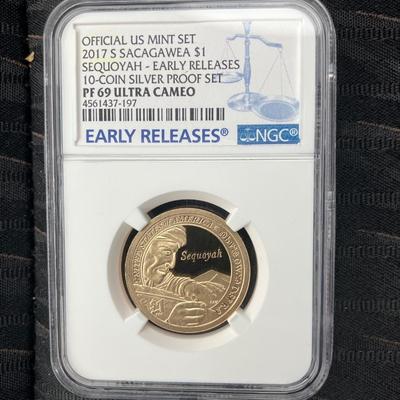 OFFICIAL US MINT SET
2017 S SACAGAWEA $1
SEQUOYAH - EARLY RELEASES
10-COIN SILVER PROOF SET
PF 69 ULTRA CAMEO
4561437-197
EARLY RELEASES®
NGC®
UNITED STATES OF AMERICA
Sequoyah
$1